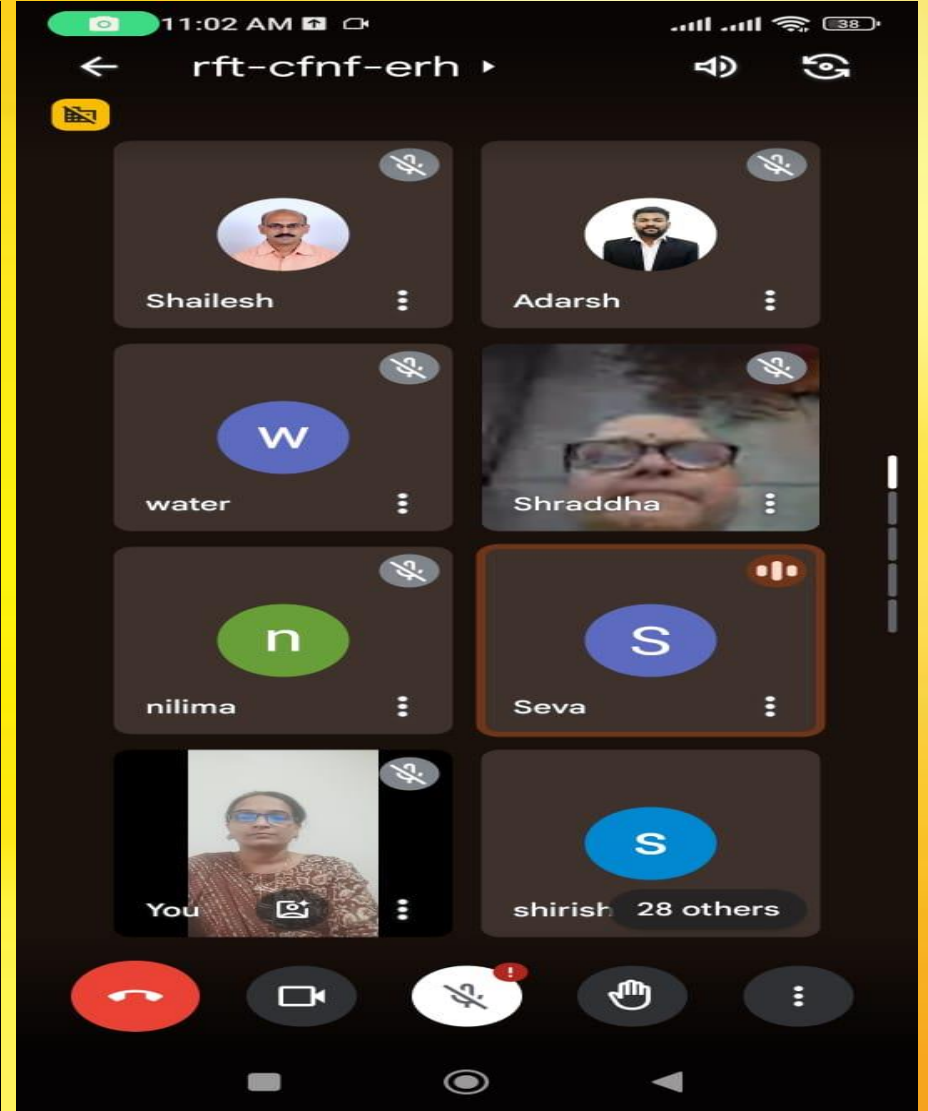 11:02 AM 38
rft-cfnf-erh
Shailesh
Adarsh
W
water
Shraddha
n
nilima
S
Seva
You
s
shirish 28 others